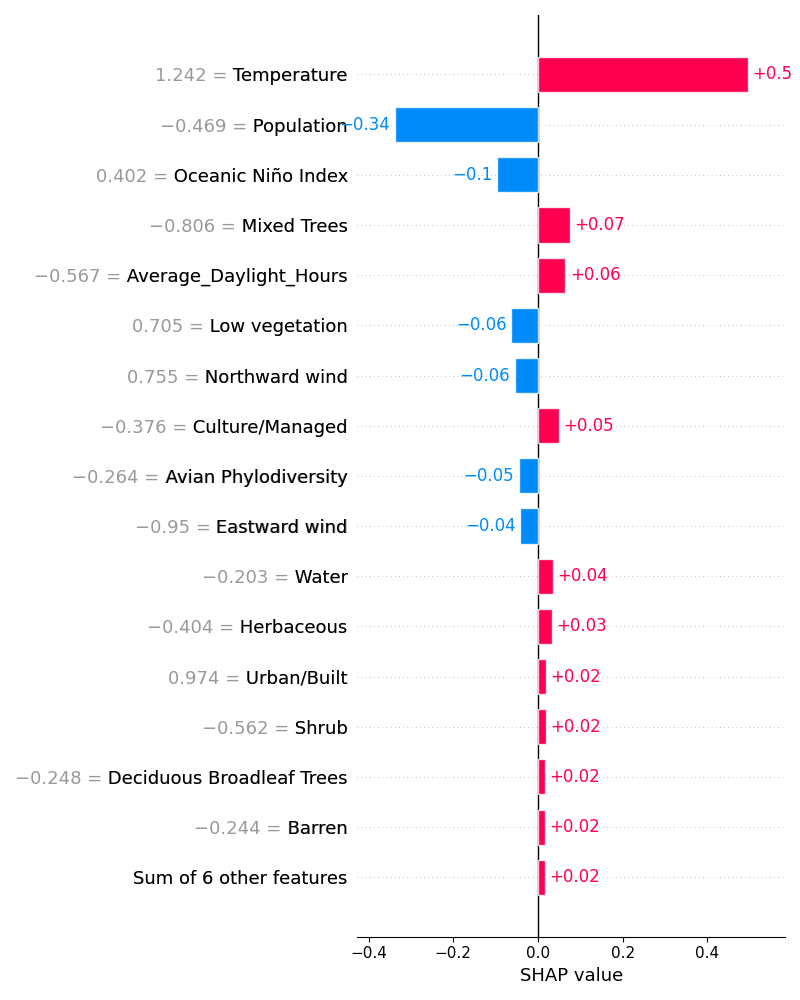 1.242 = Temperature +0.5
−0.469 = Population −0.34
0.402 = Oceanic Niño Index −0.1
−0.806 = Mixed Trees +0.07
−0.567 = Average_Daylight_Hours +0.06
0.705 = Low vegetation −0.06
0.755 = Northward wind −0.06
−0.376 = Culture/Managed +0.05
−0.264 = Avian Phylodiversity −0.05
−0.95 = Eastward wind −0.04
−0.203 = Water +0.04
−0.404 = Herbaceous +0.03
0.974 = Urban/Built +0.02
−0.562 = Shrub +0.02
−0.248 = Deciduous Broadleaf Trees +0.02
−0.244 = Barren +0.02
Sum of 6 other features +0.02
−0.4 −0.2 0.0 0.2 0.4
SHAP value